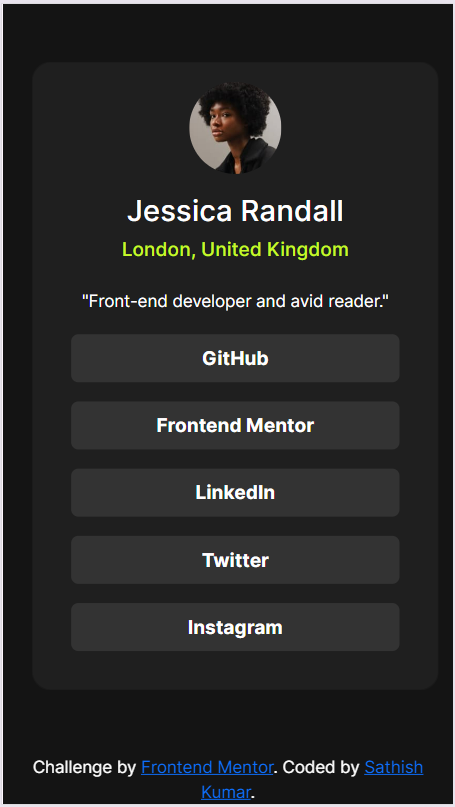 Jessica Randall
London, United Kingdom
"Front-end developer and avid reader."
GitHub
Frontend Mentor
LinkedIn
Twitter
Instagram
Challenge by Frontend Mentor. Coded by Sathish
Kumar.